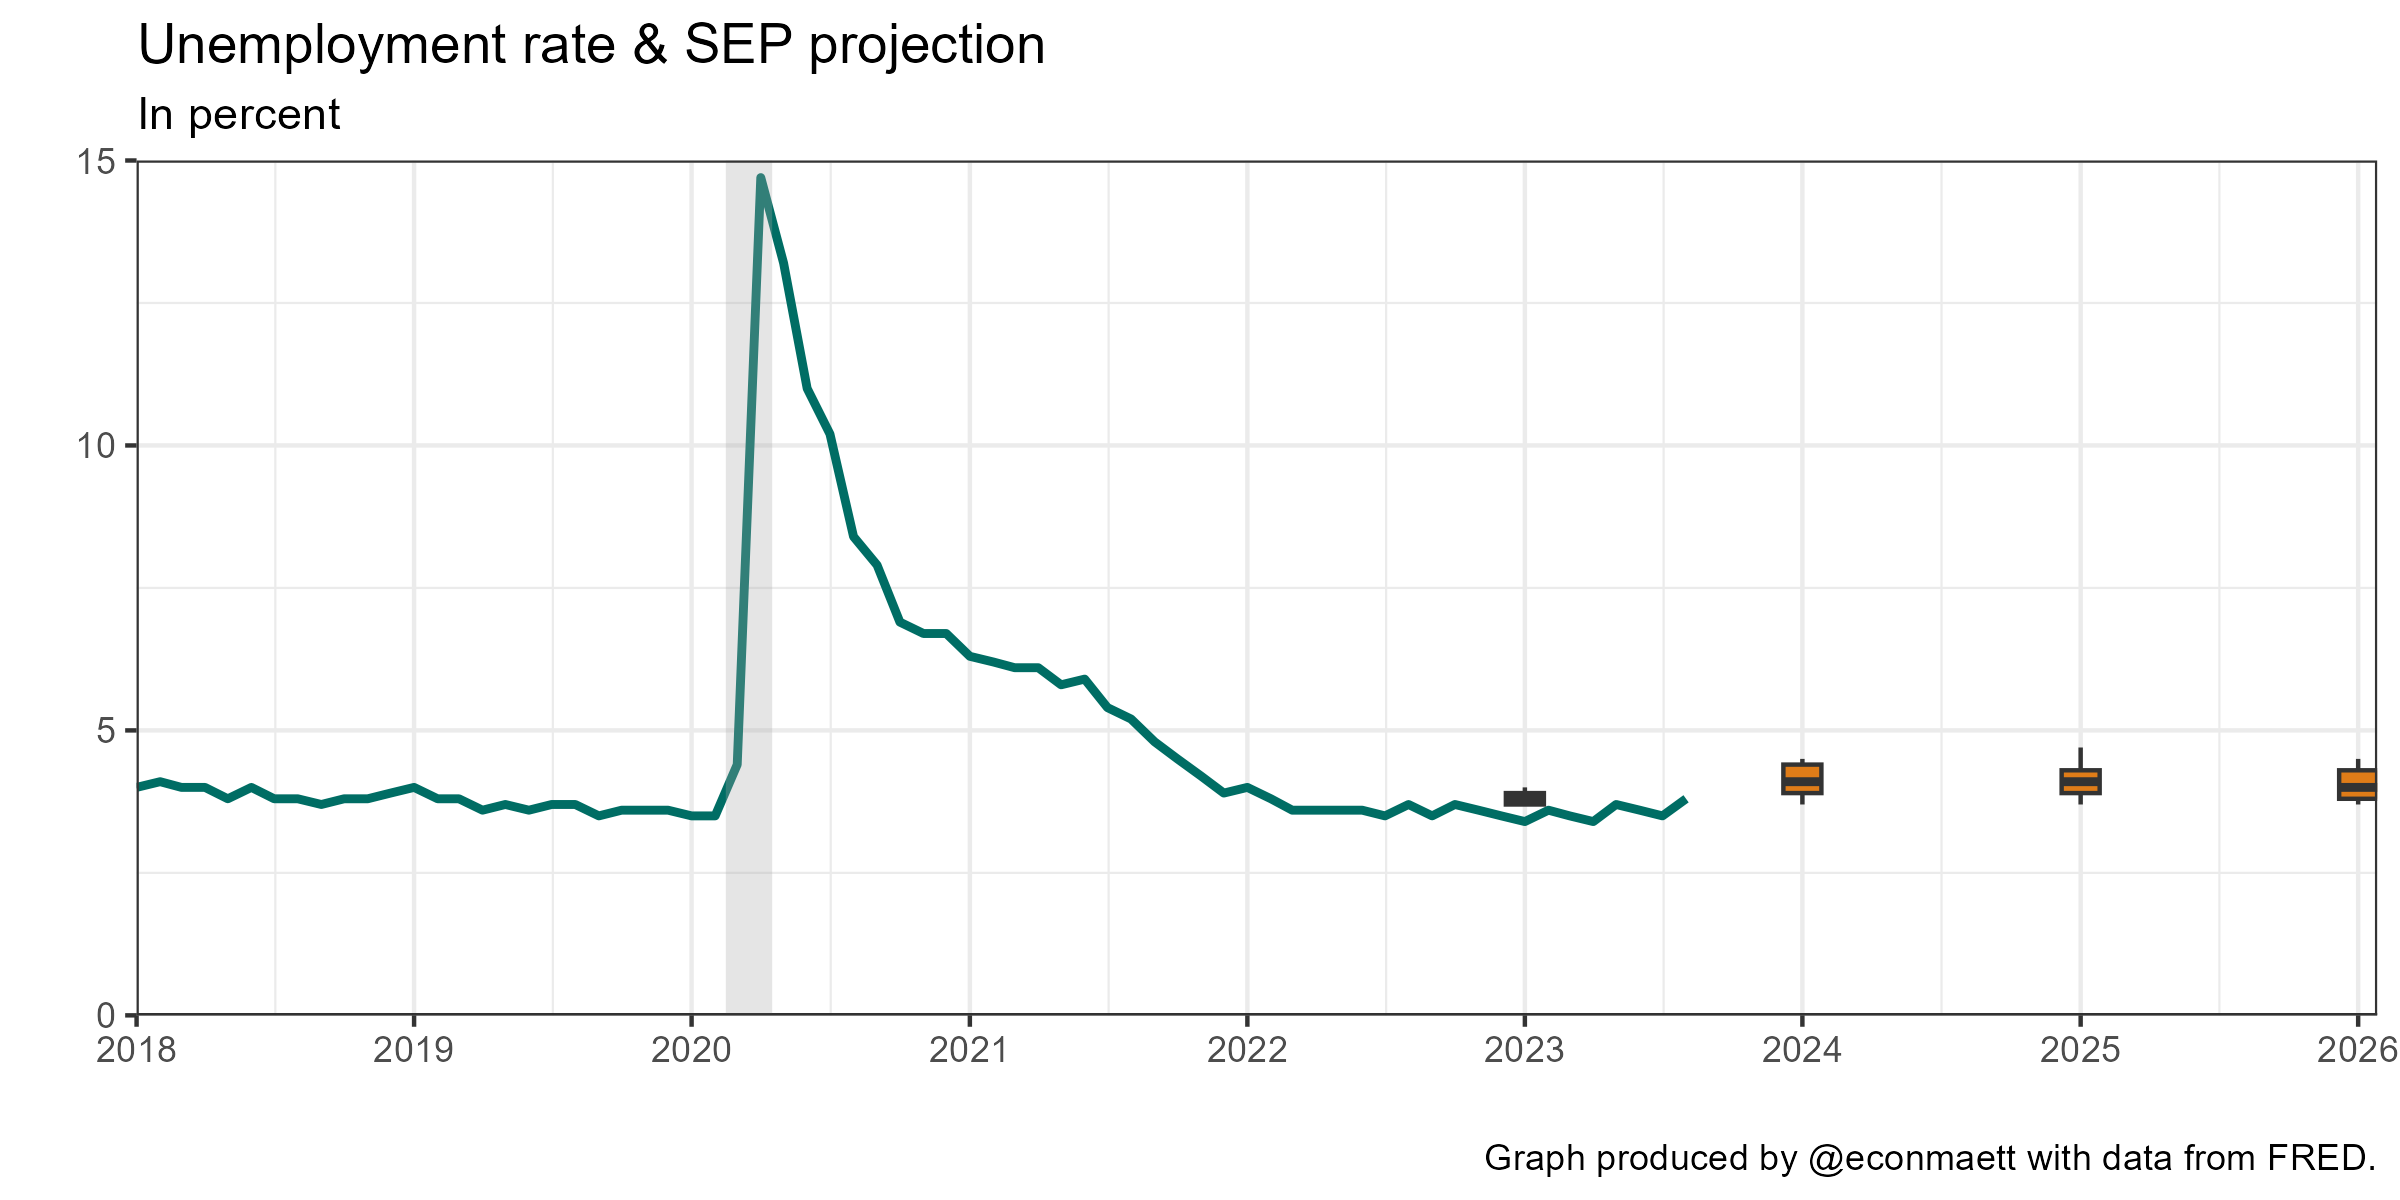 Unemployment rate & SEP projection
In percent
15
10
5
0
2018 2019 2020 2021 2022 2023 2024 2025 2026
Graph produced by @econmaett with data from FRED.